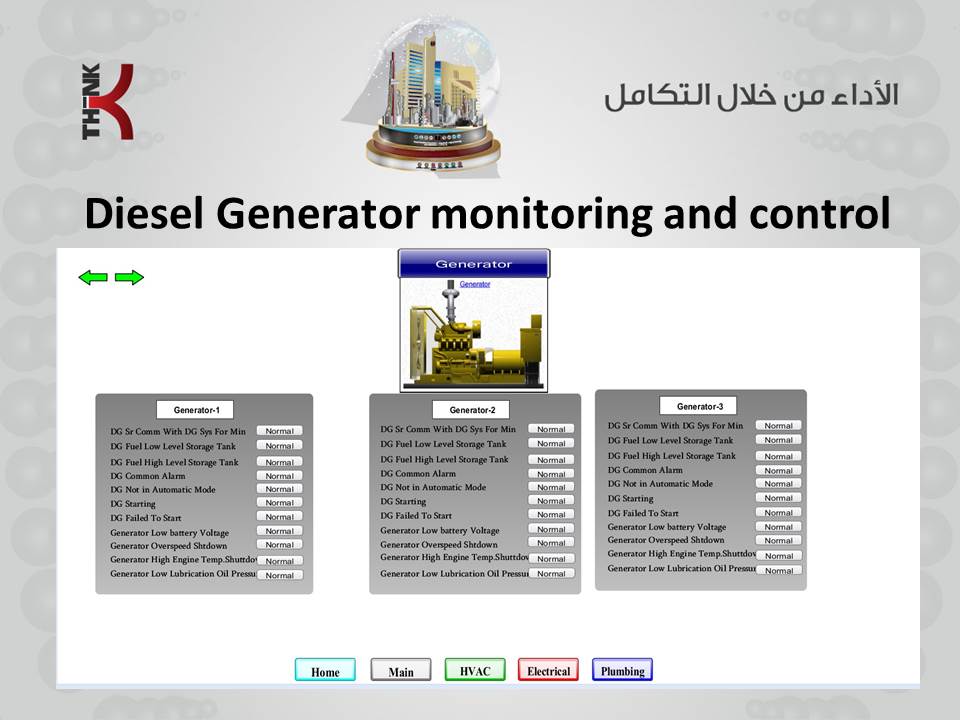 THINK
الأداء من خلال التكامل
Diesel Generator monitoring and control
Generator
Generator
Generator-1
DG Sr Comm With DG Sys For Min Normal
DG Fuel Low Level Storage Tank Normal
DG Fuel High Level Storage Tank Normal
DG Common Alarm Normal
DG Not in Automatic Mode Normal
DG Starting Normal
DG Failed To Start Normal
Generator Low battery Voltage Normal
Generator Overspeed Shtdown Normal
Generator High Engine Temp.Shuttdov Normal
Generator Low Lubrication Oil Pressu Normal
Generator-2
DG Sr Comm With DG Sys For Min Normal
DG Fuel Low Level Storage Tank Normal
DG Fuel High Level Storage Tank Normal
DG Common Alarm Normal
DG Not in Automatic Mode Normal
DG Starting Normal
DG Failed To Start Normal
Generator Low battery Voltage Normal
Generator Overspeed Shtdown Normal
Generator High Engine Temp.Shuttdov Normal
Generator Low Lubrication Oil Pressur Normal
Generator-3
DG Sr Comm With DG Sys For Min Normal
DG Fuel Low Level Storage Tank Normal
DG Fuel High Level Storage Tank Normal
DG Common Alarm Normal
DG Not in Automatic Mode Normal
DG Starting Normal
DG Failed To Start Normal
Generator Low battery Voltage Normal
Generator Overspeed Shtdown Normal
Generator High Engine Temp.Shuttdov Normal
Generator Low Lubrication Oil Pressur Normal
Home Main HVAC Electrical Plumbing